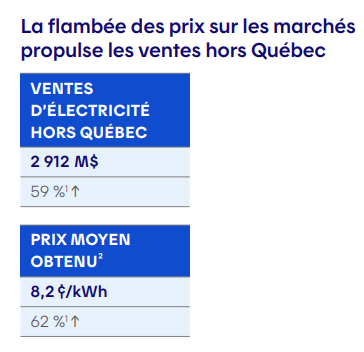 La flambée des prix sur les marchés
propulse les ventes hors Québec
VENTES
D'ÉLECTRICITÉ
HORS QUÉBEC
2 912 M$
59 %¹ ↑
PRIX MOYEN
OBTENU²
8,2 ¢/kWh
62 %¹ ↑